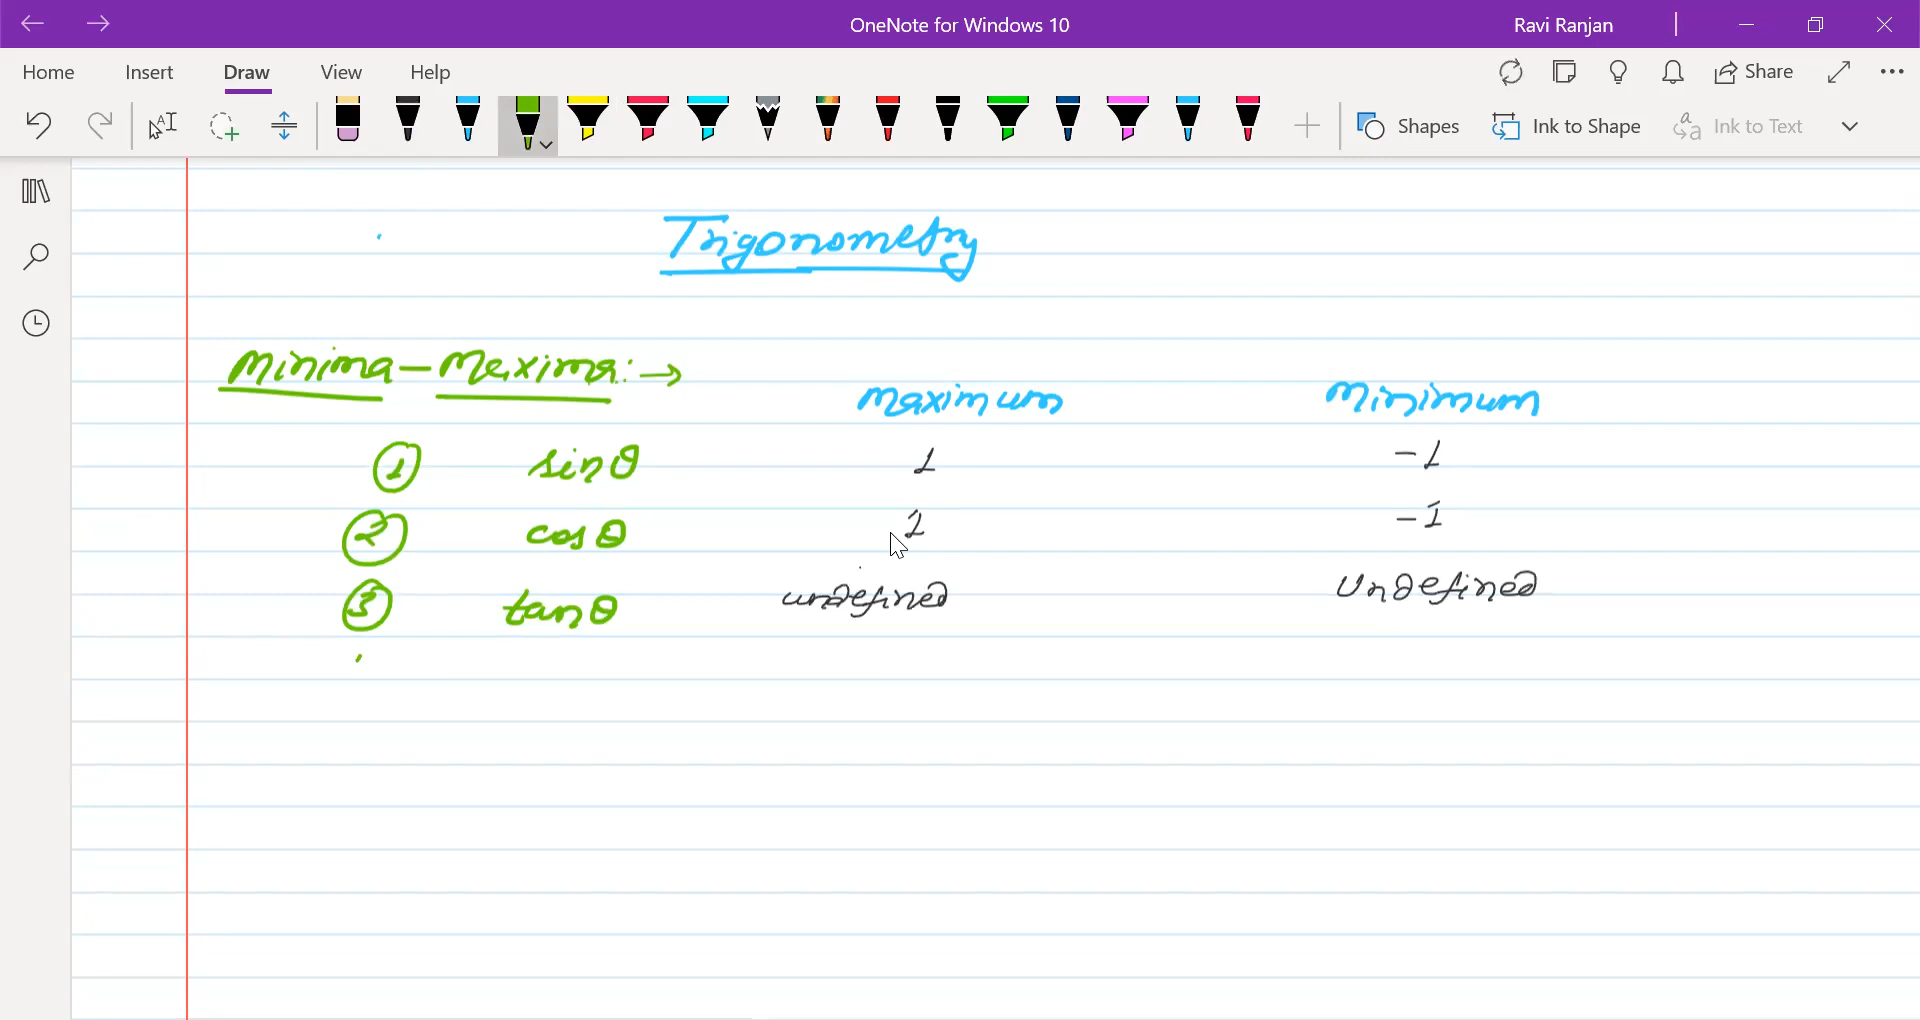 OneNote for Windows 10 Ravi Ranjan
Home Insert Draw View Help Share
Shapes Ink to Shape Ink to Text
Trigonometry
Minima - Maxima: →
Maximum Minimum
① sinθ 1 -1
② cosθ 1 -1
③ tanθ undefined Undefined